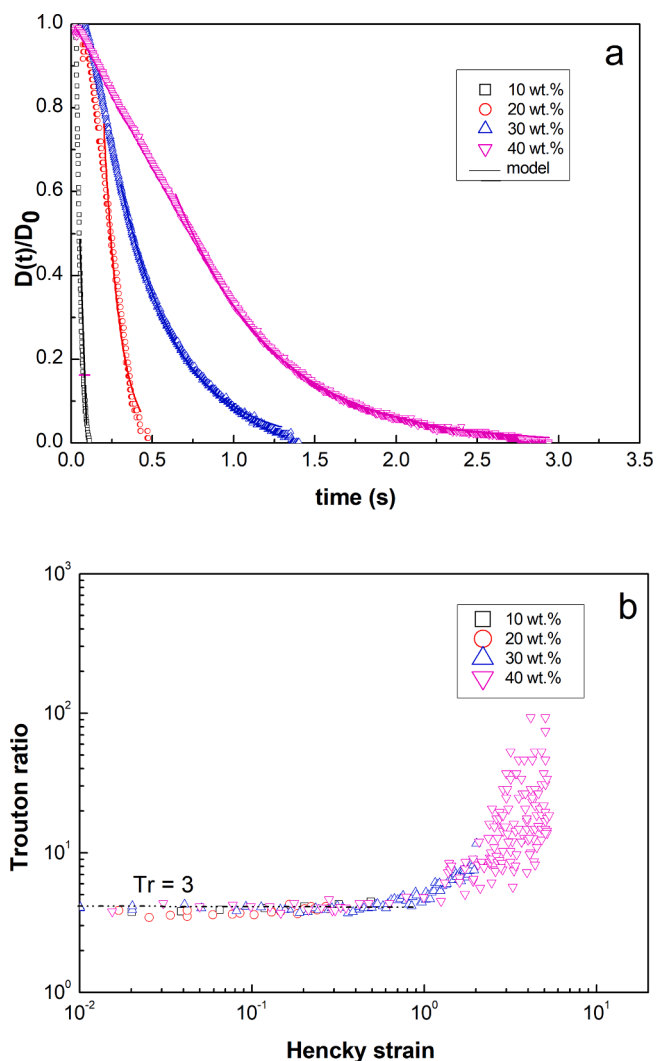 a
1.0
0.8
0.6
0.4
0.2
0.0
D(t)/D₀
10 wt.%
20 wt.%
30 wt.%
40 wt.%
model
0.0 0.5 1.0 1.5 2.0 2.5 3.0 3.5
time (s)
b
10³
10²
10¹
10⁰
Trouton ratio
10 wt.%
20 wt.%
30 wt.%
40 wt.%
Tr = 3
10⁻² 10⁻¹ 10⁰ 10¹
Hencky strain